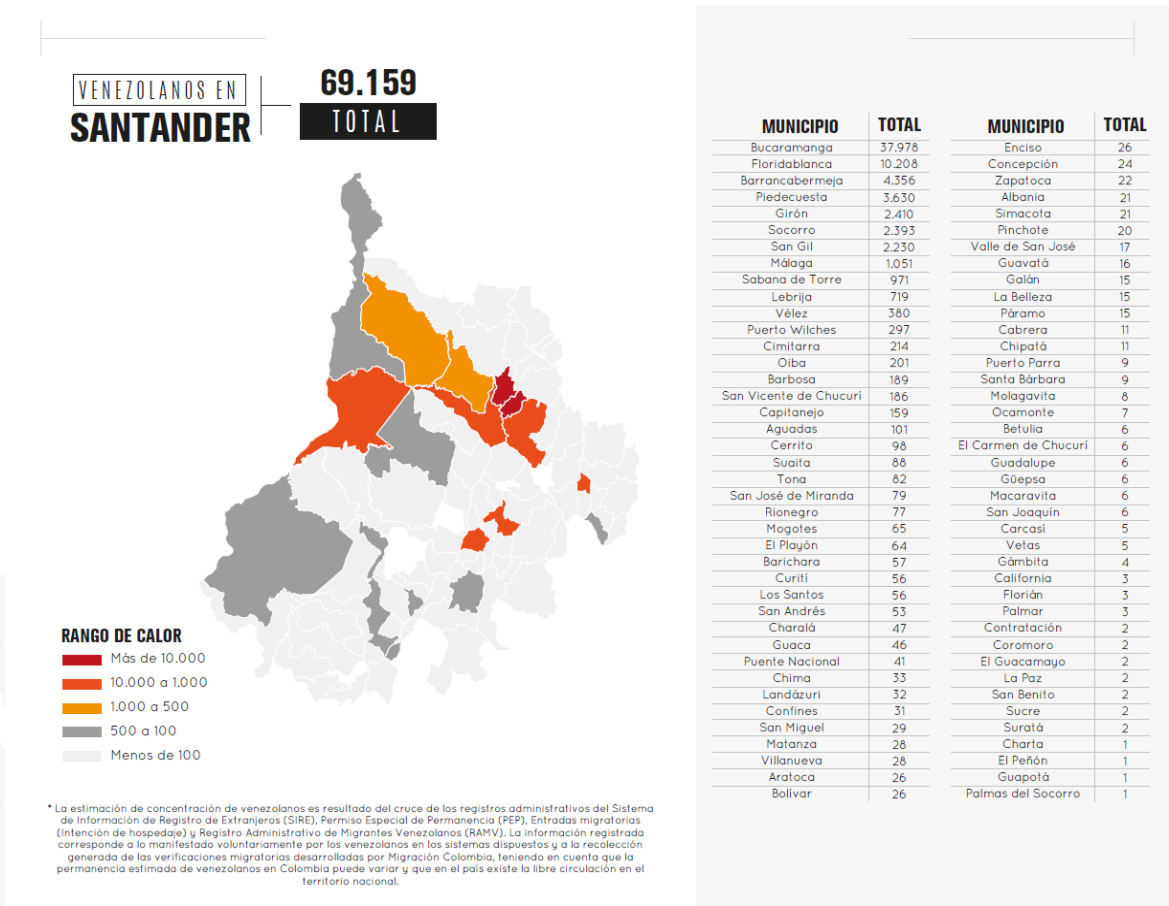 VENEZOLANOS EN
SANTANDER
69.159
TOTAL
RANGO DE CALOR
Más de 10.000
10.000 a 1.000
1.000 a 500
500 a 100
Menos de 100
* La estimación de concentración de venezolanos es resultado del cruce de los registros administrativos del Sistema
de Información de Registro de Extranjeros (SIRE), Permiso Especial de Permanencia (PEP), Entradas migratorias
(Intención de hospedaje) y Registro Administrativo de Migrantes Venezolanos (RAMV). La información registrada
corresponde a lo manifestado voluntariamente por los venezolanos en los sistemas dispuestos y a la recolección
generada de las verificaciones migratorias desarrolladas por Migración Colombia, teniendo en cuenta que la
permanencia estimada de venezolanos en Colombia puede variar y que en el país existe la libre circulación en el
territorio nacional.
MUNICIPIO TOTAL
Bucaramanga 37.978
Floridablanca 10.208
Barrancabermeja 4.356
Piedecuesta 3.630
Girón 2.410
Socorro 2.393
San Gil 2.230
Málaga 1.051
Sabana de Torre 971
Lebrija 719
Vélez 380
Puerto Wilches 297
Cimitarra 214
Oiba 201
Barbosa 189
San Vicente de Chucurí 186
Capitanejo 159
Aguadas 101
Cerrito 98
Suaita 88
Tona 82
San José de Miranda 79
Rionegro 77
Mogotes 65
El Playón 64
Barichara 57
Curití 56
Los Santos 56
San Andrés 53
Charalá 47
Guaca 46
Puente Nacional 41
Chima 33
Landázuri 32
Confines 31
San Miguel 29
Matanza 28
Villanueva 28
Aratoca 26
Bolívar 26
MUNICIPIO TOTAL
Enciso 26
Concepción 24
Zapatoca 22
Albania 21
Simacota 21
Pinchote 20
Valle de San José 17
Guavatá 16
Galán 15
La Belleza 15
Páramo 15
Cabrera 11
Chipatá 11
Puerto Parra 9
Santa Bárbara 9
Molagavita 8
Ocamonte 7
Betulia 6
El Carmen de Chucurí 6
Guadalupe 6
Güepsa 6
Macaravita 6
San Joaquín 6
Carcasí 5
Vetas 5
Gámbita 4
California 3
Florián 3
Palmar 3
Contratación 2
Coromoro 2
El Guacamayo 2
La Paz 2
San Benito 2
Sucre 2
Suratá 2
Charta 1
El Peñón 1
Guapotá 1
Palmas del Socorro 1